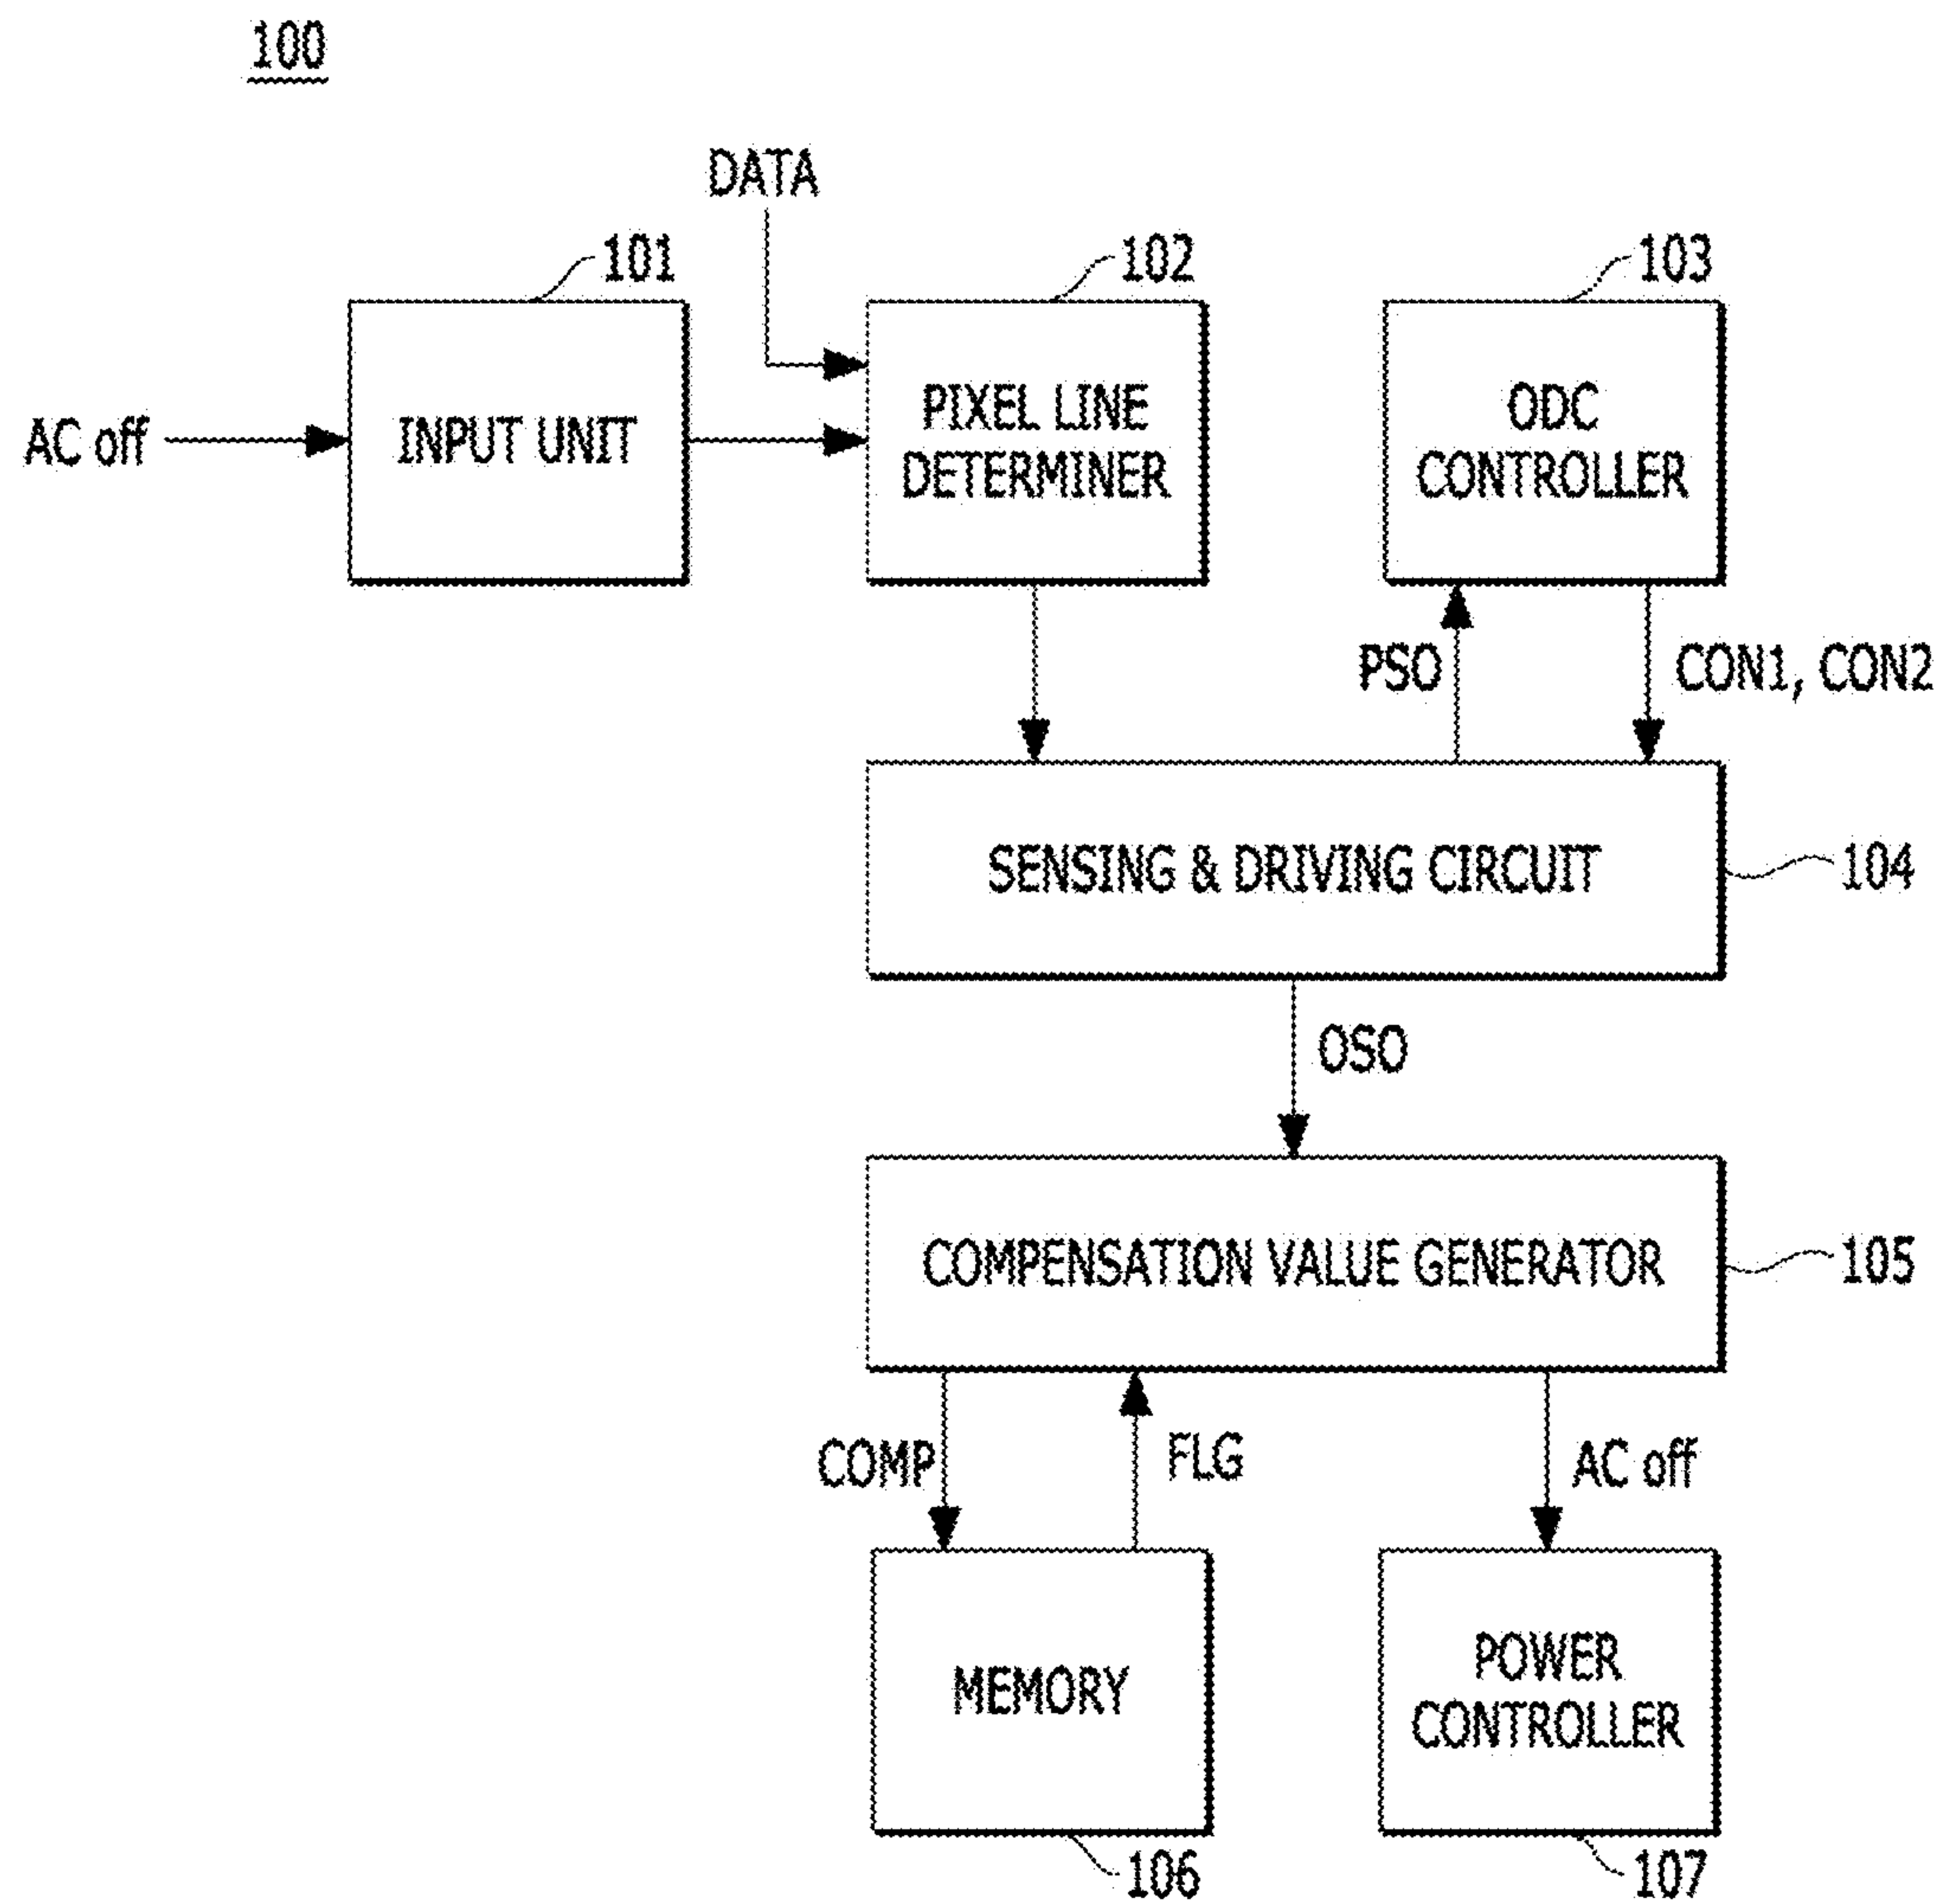 100
DATA
101
102
103
AC off
INPUT UNIT
PIXEL LINE
DETERMINER
ODC
CONTROLLER
PSO
CON1, CON2
SENSING & DRIVING CIRCUIT
104
OSO
COMPENSATION VALUE GENERATOR
105
COMP
FLG
AC off
MEMORY
POWER
CONTROLLER
106
107